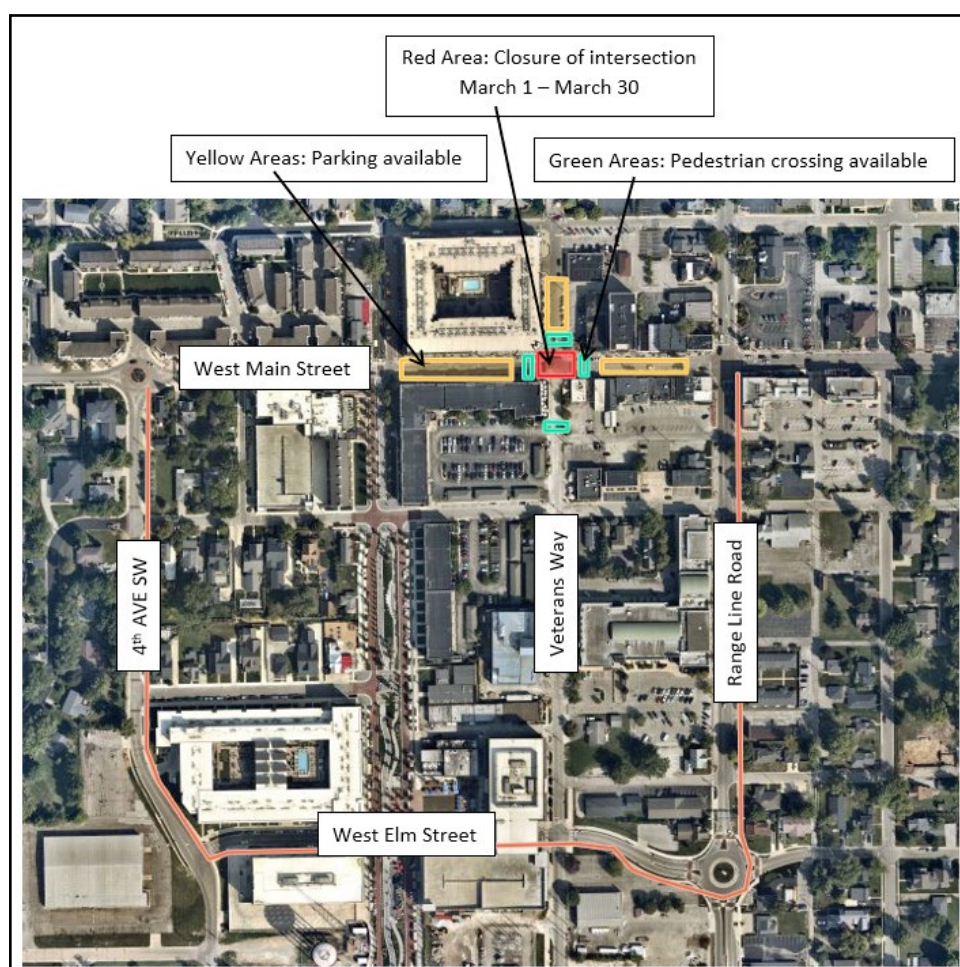 Red Area: Closure of intersection
March 1 – March 30
Yellow Areas: Parking available
Green Areas: Pedestrian crossing available
West Main Street
4th AVE SW
Veterans Way
Range Line Road
West Elm Street